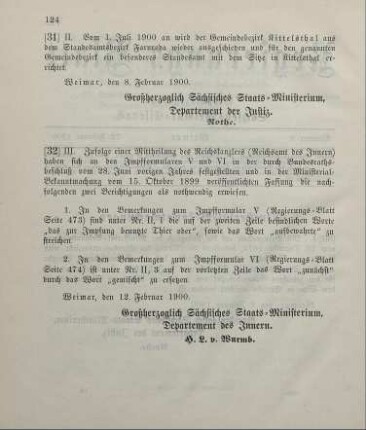 124
[31] II. Vom 1. Juli 1900 an wird der Gemeindebezirk Kittelsthal aus
dem Standesamtsbezirk Farnroda wieder ausgeschieden und für den genannten
Gemeindebezirk ein besonderes Standesamt mit dem Sitze in Kittelsthal er-
richtet.
Weimar, den 8. Februar 1900.
Großherzoglich Sächsisches Staats-Ministerium,
Departement der Justiz.
Rothe.
[32] III. Zufolge einer Mittheilung des Reichskanzlers (Reichsamt des Innern)
haben sich an den Impfformularen V und VI in der durch Bundesraths-
beschluß vom 28. Juni vorigen Jahres festgestellten und in der Ministerial-
Bekanntmachung vom 15. Oktober 1899 veröffentlichten Fassung die nach-
folgenden zwei Berichtigungen als nothwendig erwiesen.
1. In den Bemerkungen zum Impfformular V (Regierungs-Blatt
Seite 473) sind unter Nr. II, 7 die auf der zweiten Zeile befindlichen Worte
„das zur Impfung benutzte Thier aber", sowie das Wort „aufbewahrte" zu
streichen.
2. In den Bemerkungen zum Impfformular VI (Regierungs-Blatt
Seite 474) ist unter Nr. II, 3 auf der vorletzten Zeile das Wort „zunächst"
durch das Wort „gemischt" zu ersetzen.
Weimar, den 12. Februar 1900.
Großherzoglich Sächsisches Staats-Ministerium,
Departement des Innern.
H. L. v. Wurmb.